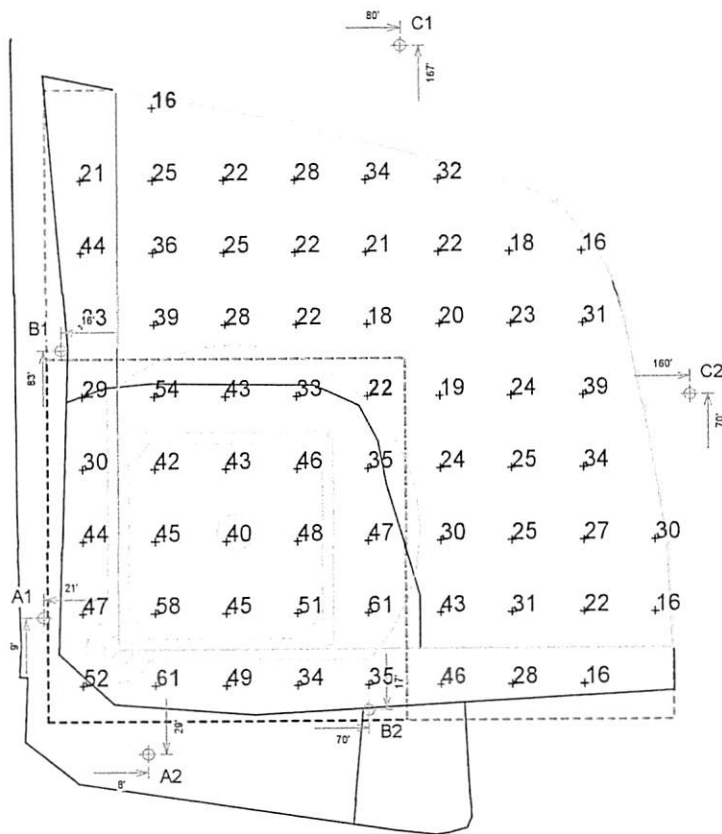 80' C1
167'
16
21 25 22 28 34 32
44 36 25 22 21 22 18 16
39 28 22 18 20 23 31
B1 16'
83'
160' C2
29 54 43 33 22 19 24 39
70'
30 42 43 46 35 24 25 34
44 45 40 48 47 30 25 27 30
A1 21'
47 58 45 51 61 43 31 22 16
9'
52 61 49 34 35 46 28 16
17'
29'
70' B2
8' A2